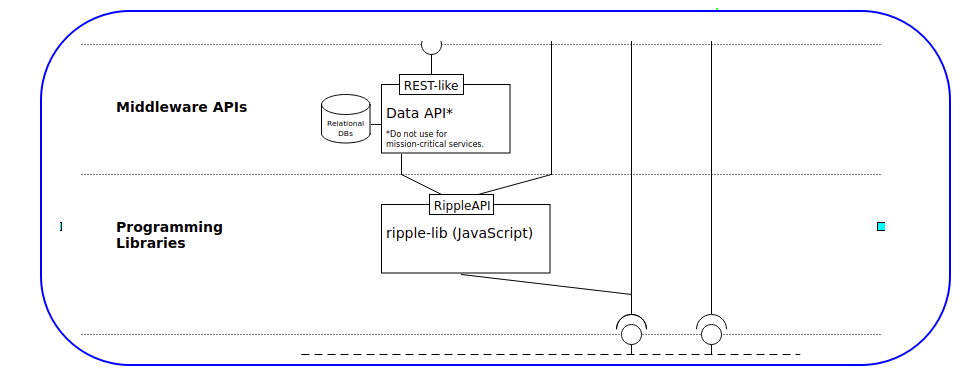 REST-like
Middleware APIs
Data API*
Relational
DBs
*Do not use for
mission-critical services.
RippleAPI
Programming
Libraries
ripple-lib (JavaScript)